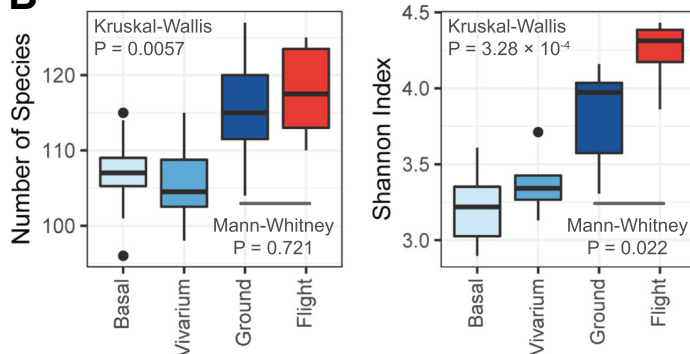 B
Kruskal-Wallis
P = 0.0057
Number of Species
120
110
100
Mann-Whitney
P = 0.721
Basal
Vivarium
Ground
Flight
Kruskal-Wallis
P = 3.28 × 10-4
Shannon Index
4.5
4.0
3.5
3.0
Mann-Whitney
P = 0.022
Basal
Vivarium
Ground
Flight